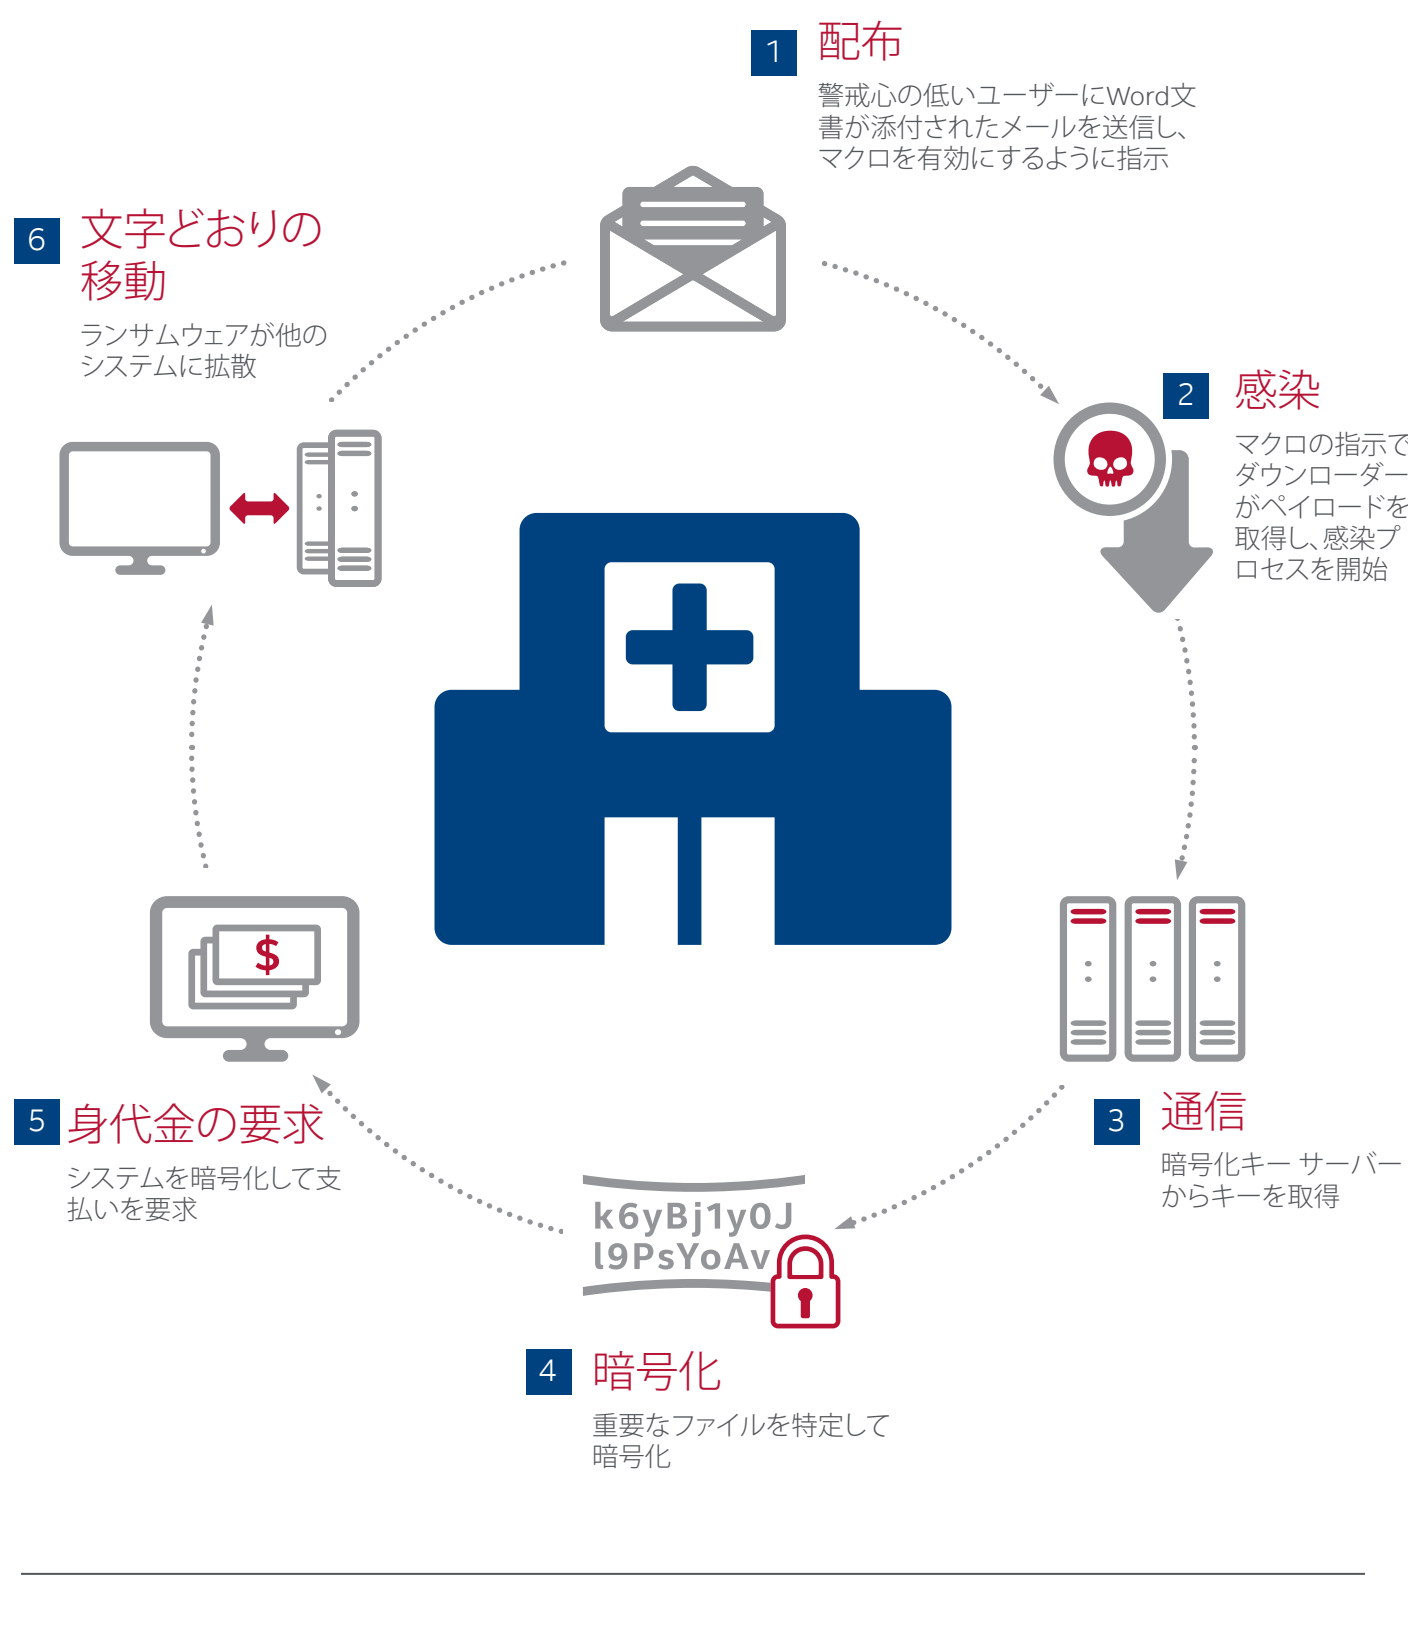 1
配布
警戒心の低いユーザーにWord文
書が添付されたメールを送信し、
マクロを有効にするように指示
2
感染
マクロの指示で
ダウンローダー
がペイロードを
取得し、感染プ
ロセスを開始
3
通信
暗号化キー サーバー
からキーを取得
k6yBj1y0J
l9PsYoAv
4
暗号化
重要なファイルを特定して
暗号化
$
5
身代金の要求
システムを暗号化して支
払いを要求
6
文字どおりの
移動
ランサムウェアが他の
システムに拡散